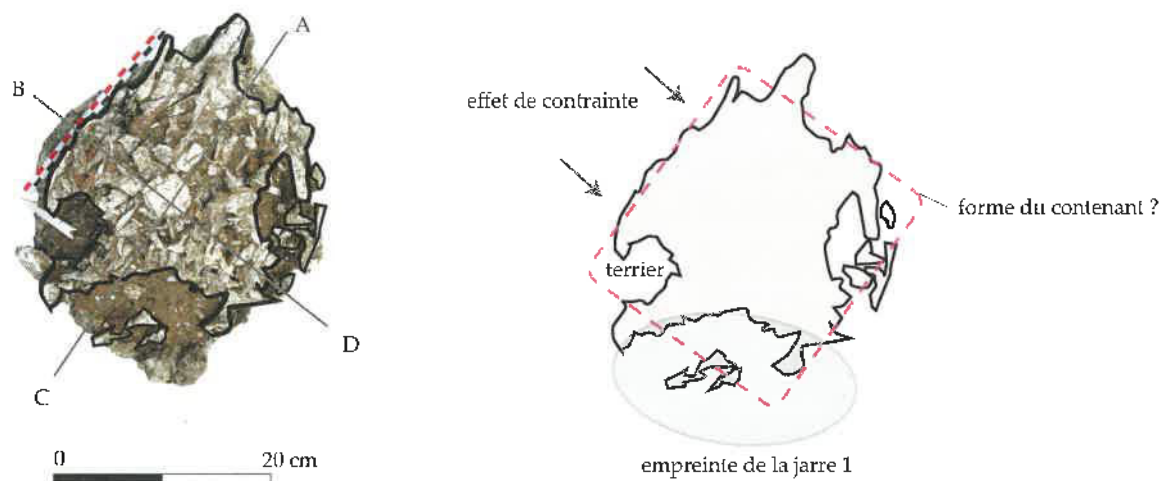 A
B
C
D
0 20 cm
effet de contrainte
terrier
forme du contenant ?
empreinte de la jarre 1